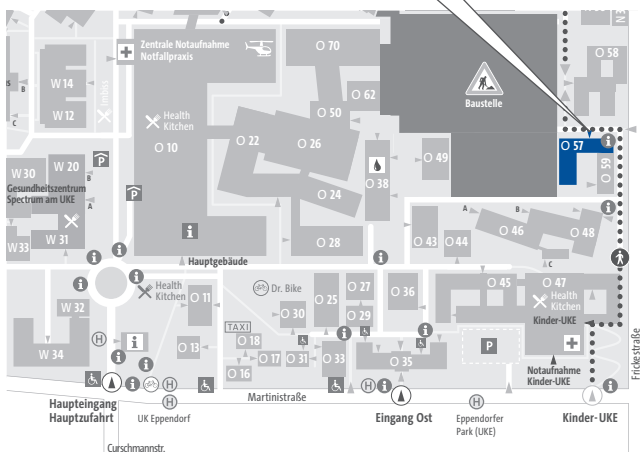 Zentrale Notaufnahme
Notfallpraxis
O 70
O 58
W 14
B
C
W 12
Imbiss
Health
Kitchen
O 10
O 62
O 50
Baustelle
O 22
O 26
O 57
O 59
O 49
O 38
O 24
W 30
W 20
B
A
Gesundheitszentrum
Spectrum am UKE
P
P
W 31
W 33
i
O 28
O 43
O 44
A
B
O 46
O 48
C
Hauptgebäude
Health
Kitchen
O 11
Dr. Bike
O 25
O 27
O 29
O 36
O 45
O 47
Health
Kitchen
Kinder-UKE
W 32
O 30
W 34
H
i
O 13
TAXI
O 18
O 17
O 16
O 31
O 33
O 35
P
Notaufnahme
Kinder-UKE
Frickestraße
Martinistraße
Haupteingang
Hauptzufahrt
H
H
UK Eppendorf
H
Eingang Ost
H
Eppendorfer
Park (UKE)
Kinder-UKE
Curschmannstr.